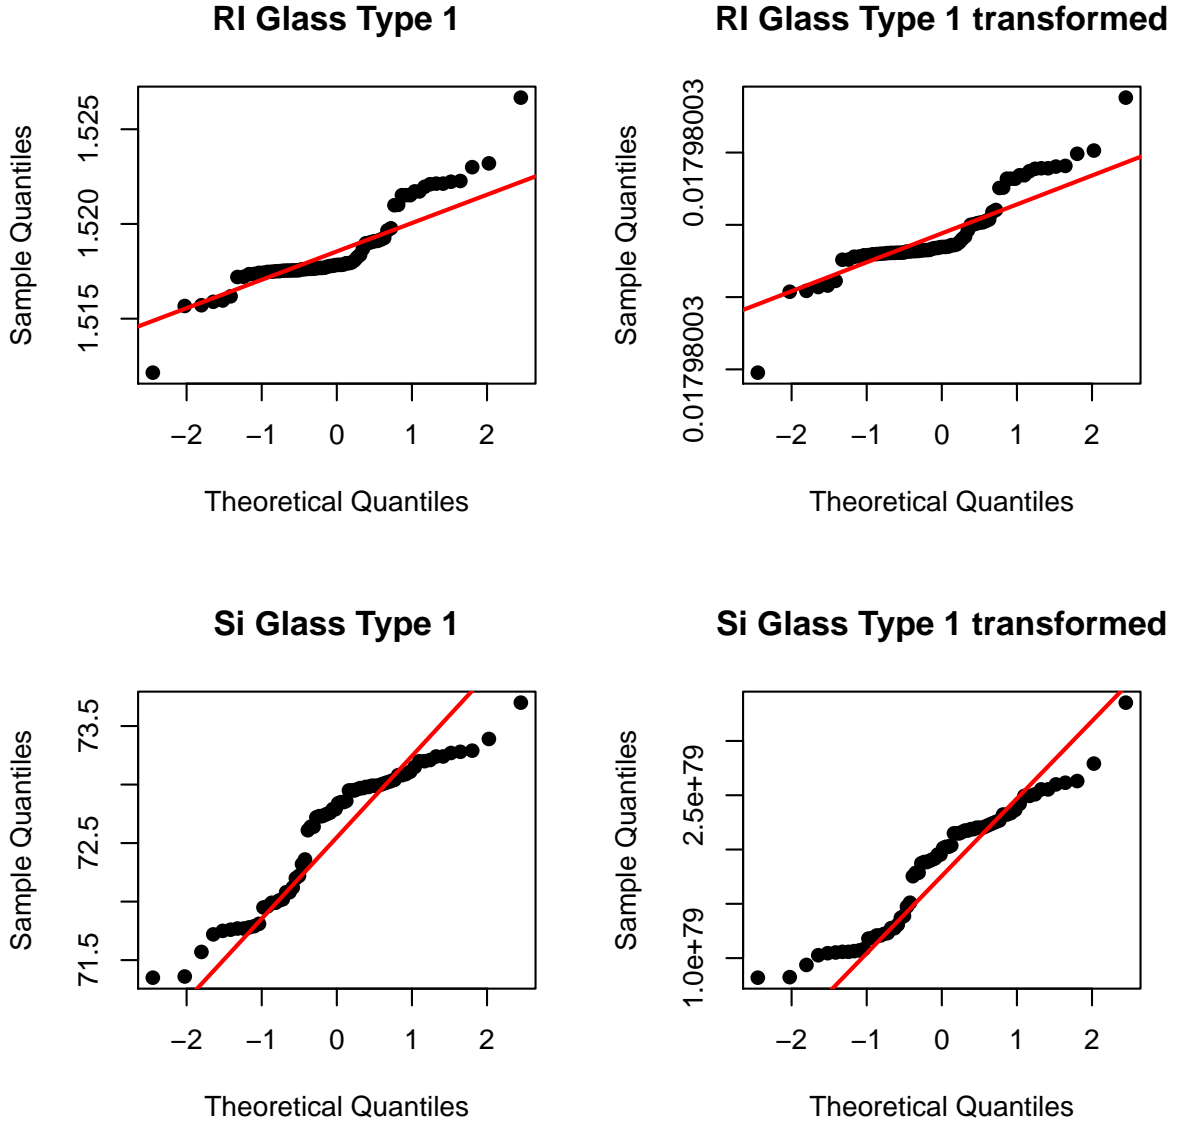 RI Glass Type 1
Sample Quantiles
1.515 1.520 1.525
−2 −1 0 1 2
Theoretical Quantiles
RI Glass Type 1 transformed
Sample Quantiles
0.01798003 0.01798003
−2 −1 0 1 2
Theoretical Quantiles
Si Glass Type 1
Sample Quantiles
71.5 72.5 73.5
−2 −1 0 1 2
Theoretical Quantiles
Si Glass Type 1 transformed
Sample Quantiles
1.0e+79 2.5e+79
−2 −1 0 1 2
Theoretical Quantiles